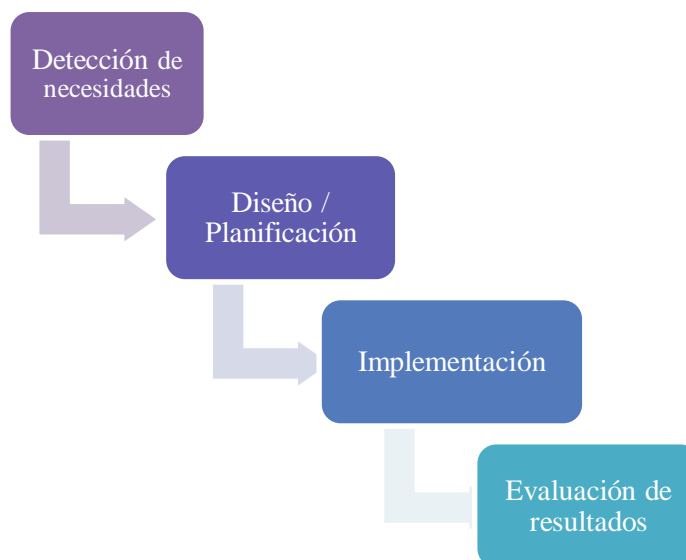 Detección de
necesidades
Diseño /
Planificación
Implementación
Evaluación de
resultados